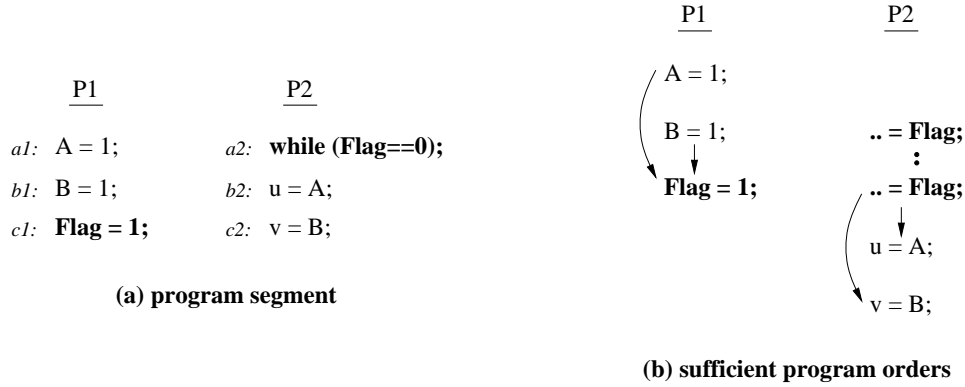 P1 P2
a1: A = 1; a2: while (Flag==0);
b1: B = 1; b2: u = A;
c1: Flag = 1; c2: v = B;
(a) program segment
P1 P2
A = 1;
B = 1; .. = Flag;
:
Flag = 1; .. = Flag;
u = A;
v = B;
(b) sufficient program orders